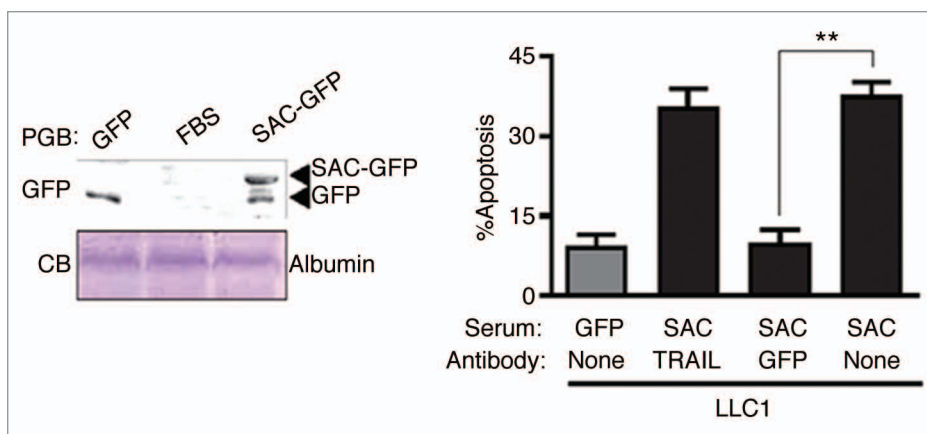 PGB: GFP FBS SAC-GFP
GFP
SAC-GFP
GFP
CB
Albumin
%Apoptosis
45
30
15
0
**
Serum: GFP SAC SAC SAC
Antibody: None TRAIL GFP None
LLC1